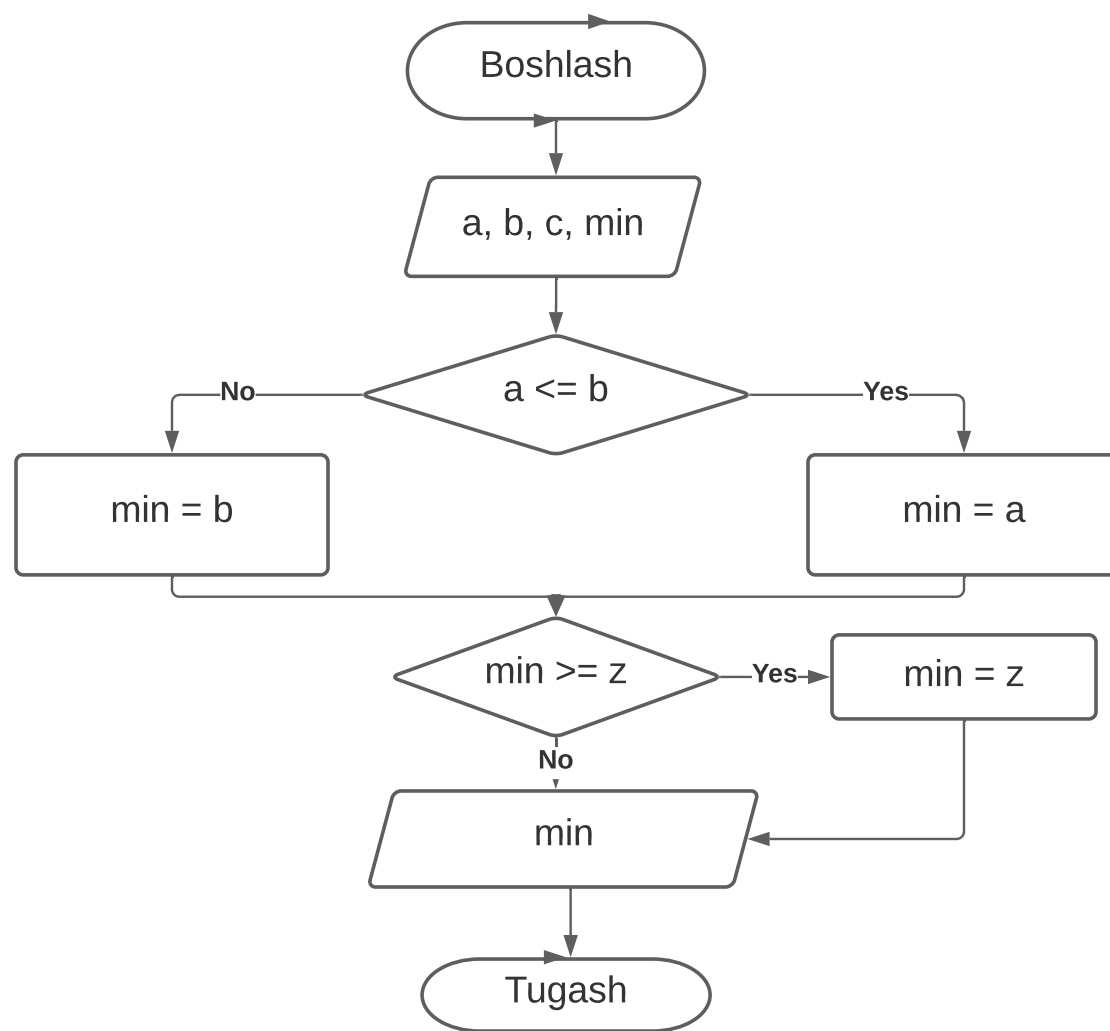 Boshlash
a, b, c, min
a <= b
No
Yes
min = b
min = a
min >= z
Yes
min = z
No
min
Tugash